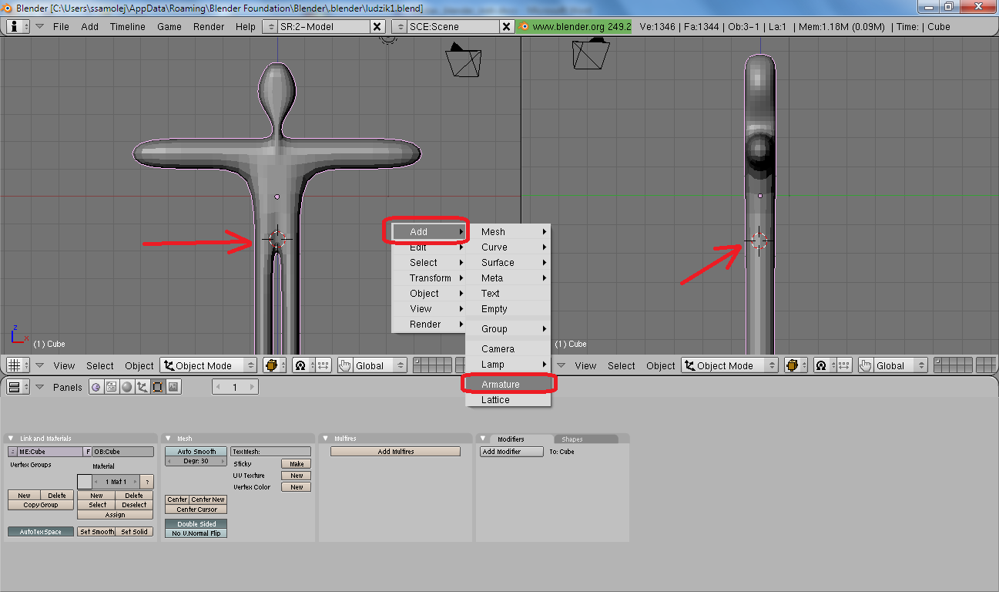 Blender [C:\Users\ssamolej\AppData\Roaming\Blender Foundation\Blender\.blender\ludzik1.blend]
File Add Timeline Game Render Help SR:2-Model SCE:Scene www.blender.org 249.2 Ve:1346 | Fa:1344 | Ob:3-1 | La:1 | Mem:1.18M (0.09M) | Time: | Cube
Add Mesh
Edit Curve
Select Surface
Transform Meta
Object Text
View Empty
Render Group
Camera
Lamp
Armature
Lattice
z
x
(1) Cube
(1) Cube
View Select Object Object Mode Global
View Select Object Object Mode Global
Panels 1
Link and Materials
ME:Cube F OB:Cube
Vertex Groups
Material
1 Mat 1 ?
New Delete New Delete
Copy Group Select Deselect
Assign
AutoTexSpace Set Smooth Set Solid
Mesh
Auto Smooth TexMesh:
Degr: 30
Sticky Make
UV Texture New
Vertex Color New
Center Center New
Center Cursor
Double Sided
No V.Normal Flip
Multires
Add Multires
Modifiers Shapes
Add Modifier To: Cube